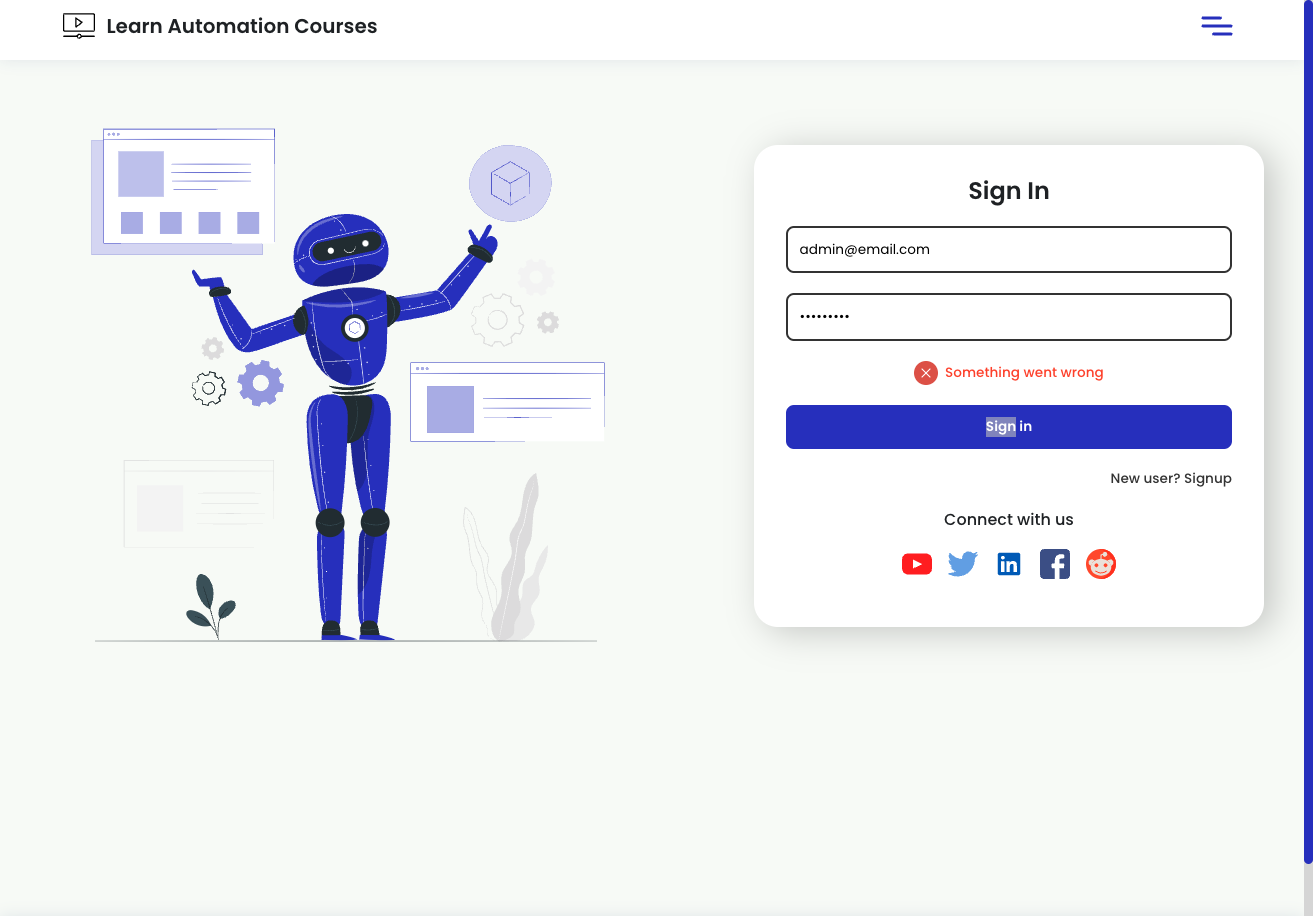 Learn Automation Courses
Sign In
admin@email.com
•••••••••
Something went wrong
Sign in
New user? Signup
Connect with us
in